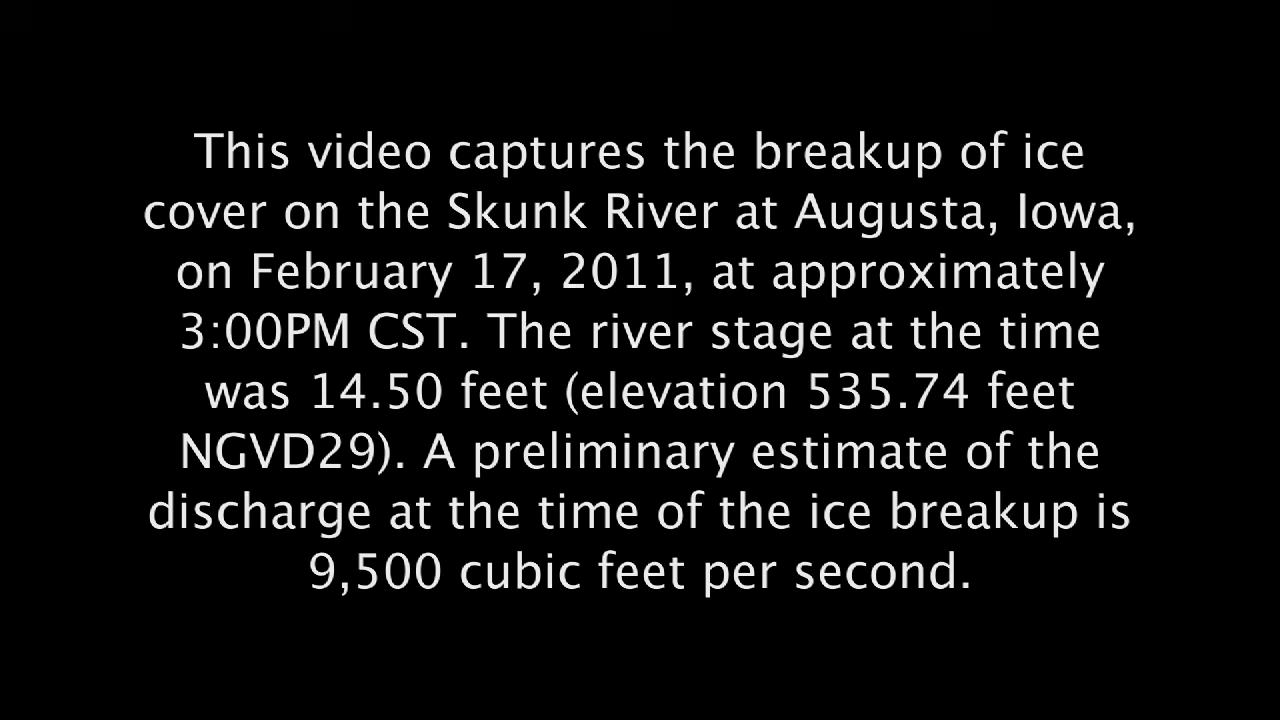 This video captures the breakup of ice
cover on the Skunk River at Augusta, Iowa,
on February 17, 2011, at approximately
3:00PM CST. The river stage at the time
was 14.50 feet (elevation 535.74 feet
NGVD29). A preliminary estimate of the
discharge at the time of the ice breakup is
9,500 cubic feet per second.